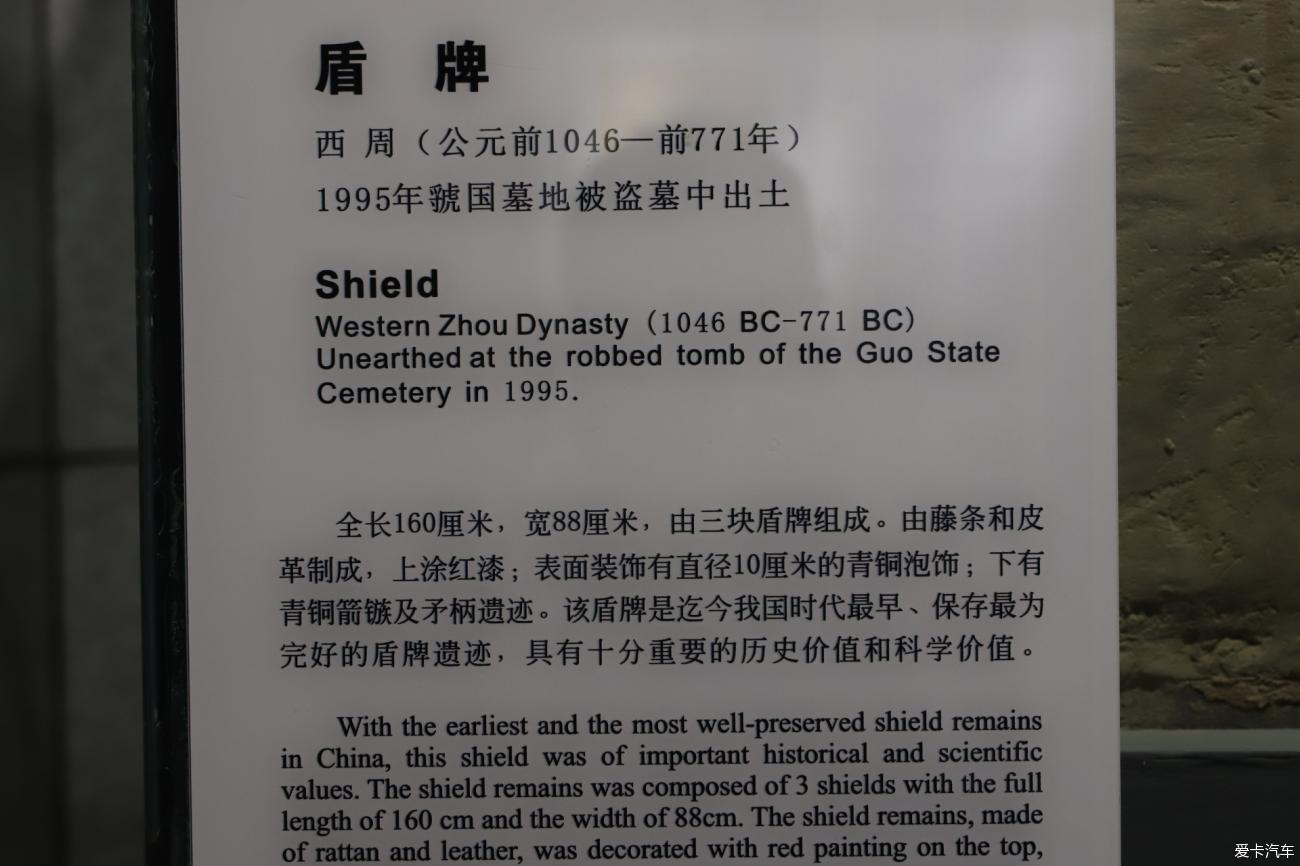 盾 牌
西 周（公元前1046—前771年）
1995年虢国墓地被盗墓中出土
Shield
Western Zhou Dynasty (1046 BC-771 BC)
Unearthed at the robbed tomb of the Guo State
Cemetery in 1995.
全长160厘米，宽88厘米，由三块盾牌组成。由藤条和皮
革制成，上涂红漆；表面装饰有直径10厘米的青铜泡饰；下有
青铜箭镞及矛柄遗迹。该盾牌是迄今我国时代最早、保存最为
完好的盾牌遗迹，具有十分重要的历史价值和科学价值。
With the earliest and the most well-preserved shield remains
in China, this shield was of important historical and scientific
values. The shield remains was composed of 3 shields with the full
length of 160 cm and the width of 88cm. The shield remains, made
of rattan and leather, was decorated with red painting on the top,
爱卡汽车